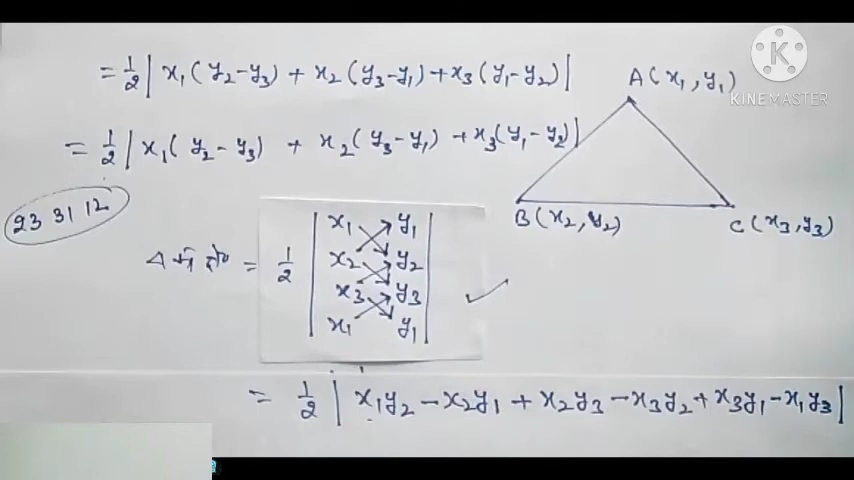 = 1/2 | x₁(y₂-y₃) + x₂(y₃-y₁) + x₃(y₁-y₂) |
A(x₁, y₁)
KINEMASTER
= 1/2 | x₁(y₂-y₃) + x₂(y₃-y₁) + x₃(y₁-y₂) |
23 31 12
B(x₂, y₂)
C(x₃, y₃)
x₁ y₁
Δ = 1/2 | x₂ y₂ |
x₃ y₃
x₁ y₁
= 1/2 | x₁y₂ - x₂y₁ + x₂y₃ - x₃y₂ + x₃y₁ - x₁y₃ |